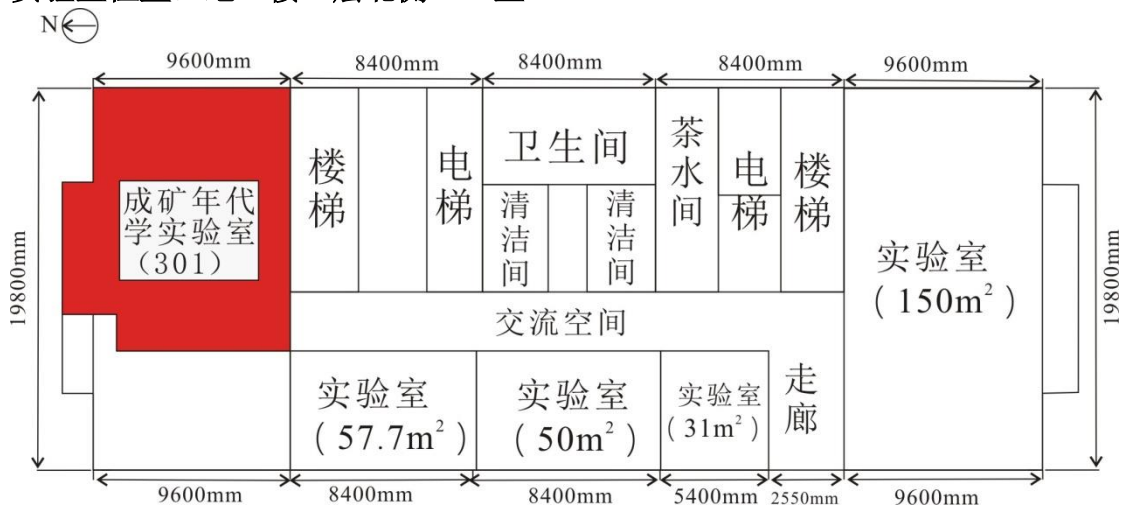 N
9600mm
8400mm
8400mm
8400mm
9600mm
19800mm
成矿年代
学实验室
(301)
楼梯
电梯
卫生间
清洁间
清洁间
茶水间
电梯
楼梯
实验室
(150m²)
19800mm
交流空间
实验室
(57.7m²)
实验室
(50m²)
实验室
(31m²)
走廊
9600mm
8400mm
8400mm
5400mm
2550mm
9600mm